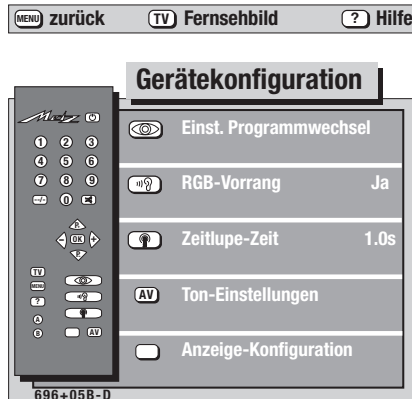 MENU zurück TV Fernsehbild ? Hilfe
Gerätekonfiguration
Metz
1 2 3
4 5 6
7 8 9
-/-- 0
P+
- OK +
P-
TV
MENU
?
A
B AV
Einst. Programmwechsel
RGB-Vorrang Ja
Zeitlupe-Zeit 1.0s
AV Ton-Einstellungen
Anzeige-Konfiguration
696+05B-D